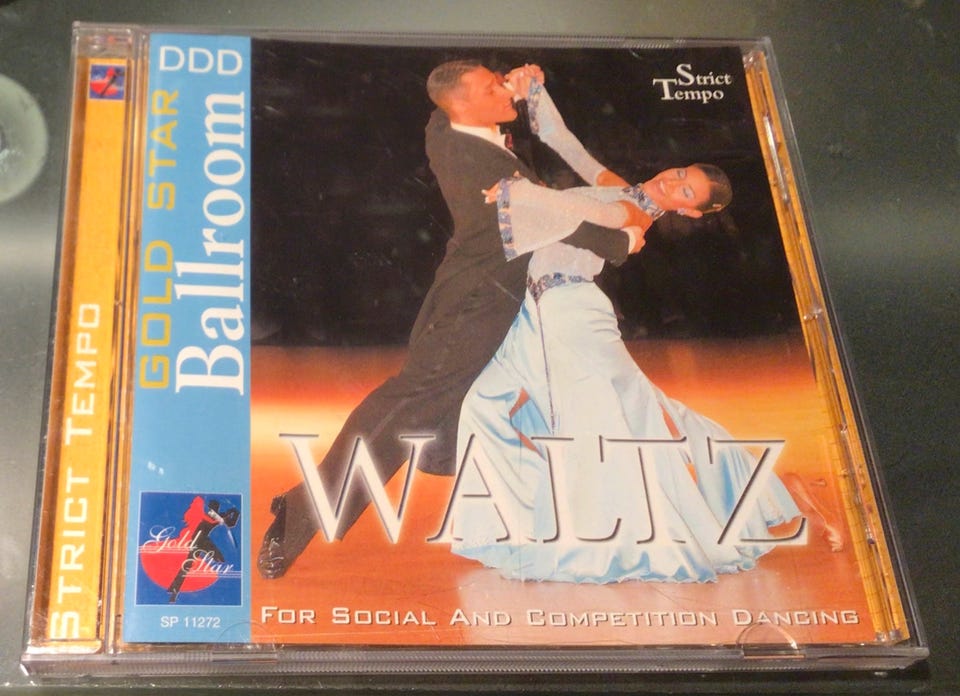 STRICT TEMPO
DDD
GOLD STAR
Ballroom
Strict
Tempo
WALTZ
Gold
Star
SP 11272
FOR SOCIAL AND COMPETITION DANCING